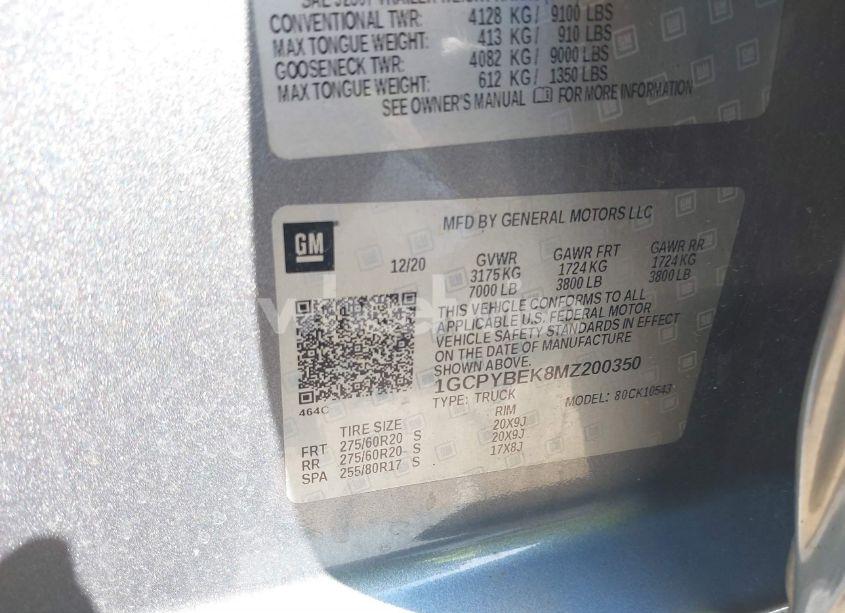 CONVENTIONAL TWR: 4128 KG/ 9100 LBS
MAX TONGUE WEIGHT: 413 KG/ 910 LBS
GOOSENECK TWR: 4082 KG/ 9000 LBS
MAX TONGUE WEIGHT: 612 KG/ 1350 LBS
SEE OWNER'S MANUAL FOR MORE INFORMATION
GM
MFD BY GENERAL MOTORS LLC
12/20 GVWR GAWR FRT GAWR RR
3175 KG 1724 KG 1724 KG
7000 LB 3800 LB 3800 LB
THIS VEHICLE CONFORMS TO ALL
APPLICABLE U.S. FEDERAL MOTOR
VEHICLE SAFETY STANDARDS IN EFFECT
ON THE DATE OF MANUFACTURE
SHOWN ABOVE.
1GCPYBEK8MZ200350
TYPE: TRUCK MODEL: 80CK10543
464C
TIRE SIZE RIM
FRT 275/60R20 S 20X9J
RR 275/60R20 S 20X9J
SPA 255/80R17 S 17X8J